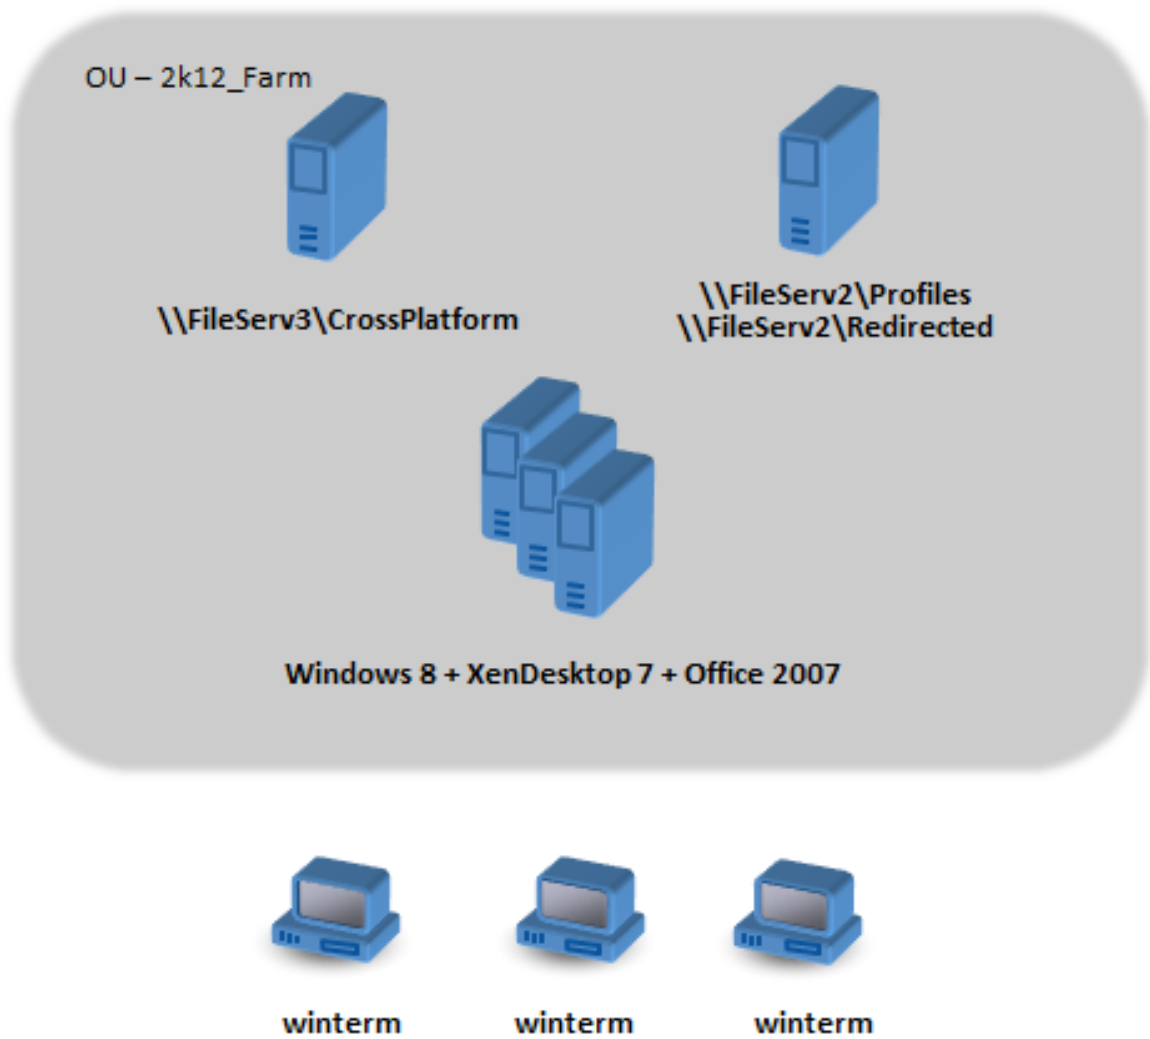 OU – 2k12_Farm
\\FileServ3\CrossPlatform
\\FileServ2\Profiles
\\FileServ2\Redirected
Windows 8 + XenDesktop 7 + Office 2007
winterm winterm winterm